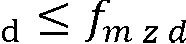 d ≤ f_{m z d}